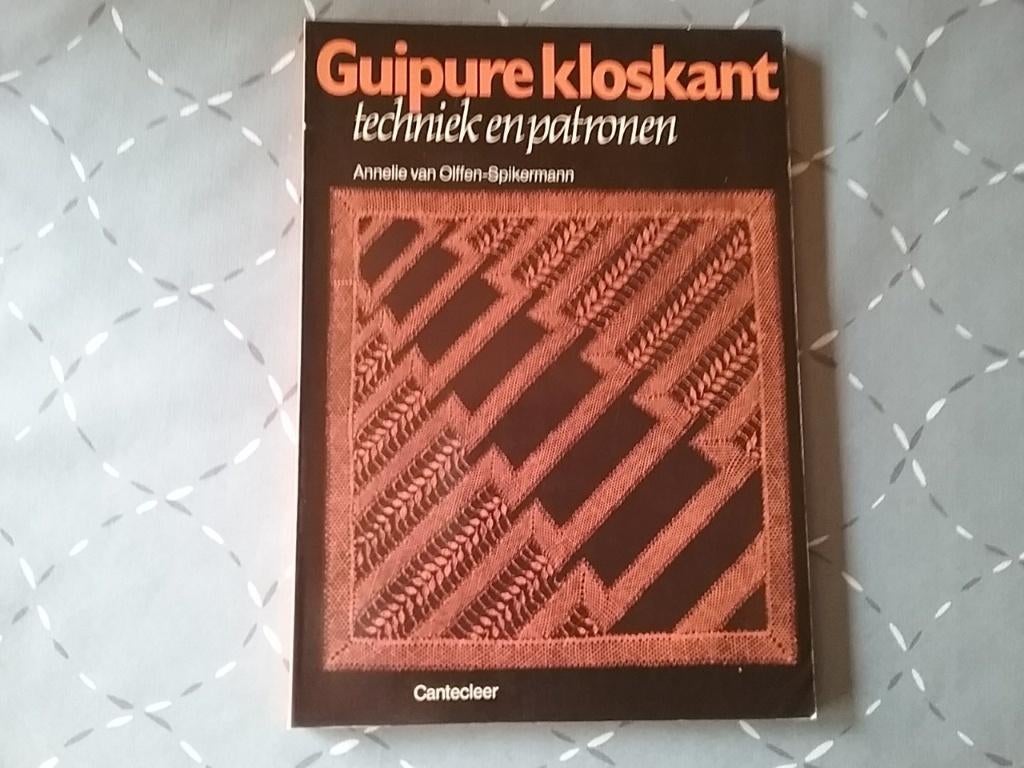 Guipure kloskant
techniek en patronen
Annelie van Olffen-Spikermann
Cantecleer